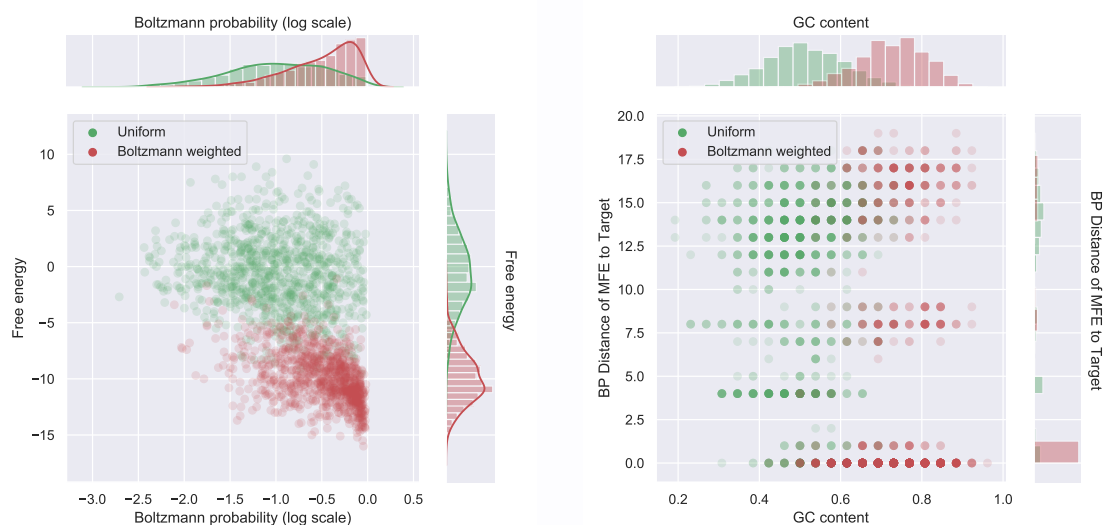 Boltzmann probability (log scale)
Uniform
Boltzmann weighted
10
5
0
−5
−10
−15
Free energy
Free energy
−3.0 −2.5 −2.0 −1.5 −1.0 −0.5 0.0 0.5
Boltzmann probability (log scale)
GC content
Uniform
Boltzmann weighted
20.0
17.5
15.0
12.5
10.0
7.5
5.0
2.5
0.0
BP Distance of MFE to Target
BP Distance of MFE to Target
0.2 0.4 0.6 0.8 1.0
GC content